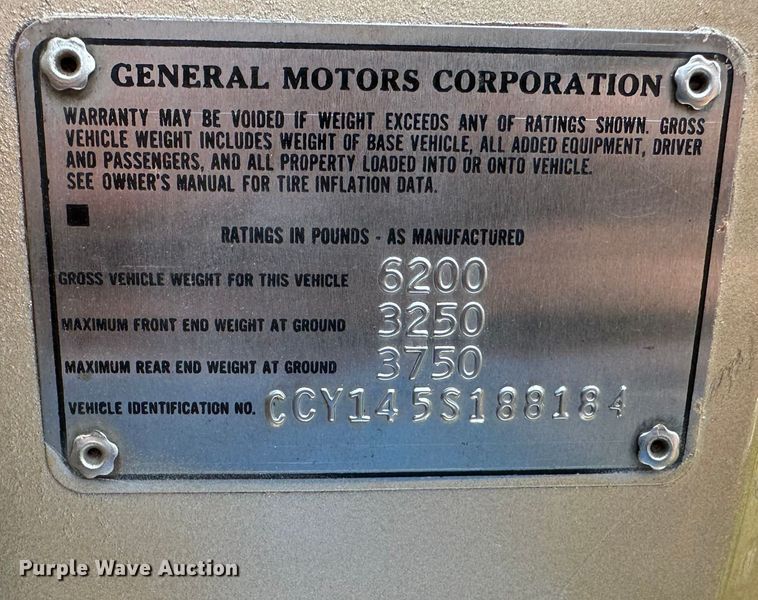 GENERAL MOTORS CORPORATION
WARRANTY MAY BE VOIDED IF WEIGHT EXCEEDS ANY OF RATINGS SHOWN. GROSS
VEHICLE WEIGHT INCLUDES WEIGHT OF BASE VEHICLE, ALL ADDED EQUIPMENT, DRIVER
AND PASSENGERS, AND ALL PROPERTY LOADED INTO OR ONTO VEHICLE.
SEE OWNER'S MANUAL FOR TIRE INFLATION DATA.
RATINGS IN POUNDS - AS MANUFACTURED
GROSS VEHICLE WEIGHT FOR THIS VEHICLE 6200
MAXIMUM FRONT END WEIGHT AT GROUND 3250
MAXIMUM REAR END WEIGHT AT GROUND 3750
VEHICLE IDENTIFICATION NO. CCY145S188184
Purple Wave Auction